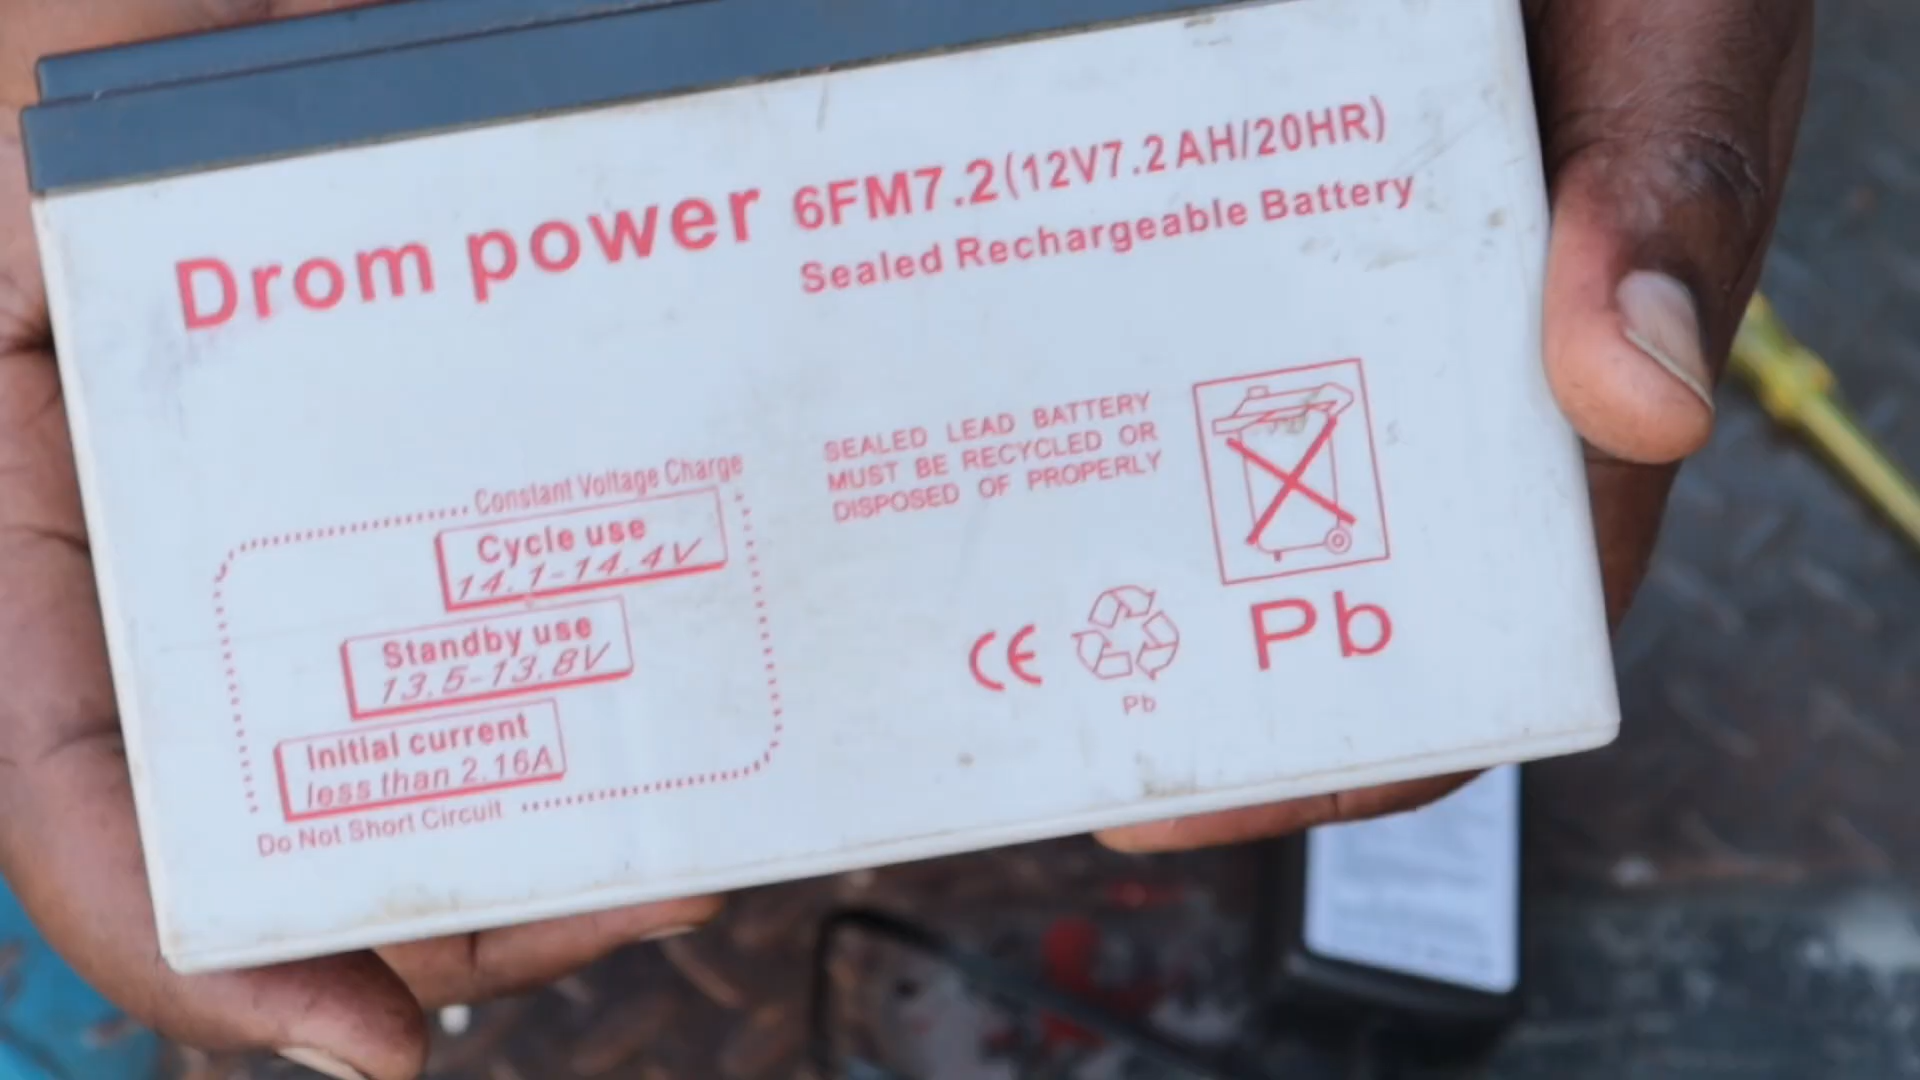 Drom power 6FM7.2(12V7.2AH/20HR)
Sealed Rechargeable Battery
Constant Voltage Charge
Cycle use
14.1-14.4V
Standby use
13.5-13.8V
Initial current
less than 2.16A
Do Not Short Circuit
SEALED LEAD BATTERY
MUST BE RECYCLED OR
DISPOSED OF PROPERLY
CE
Pb
Pb